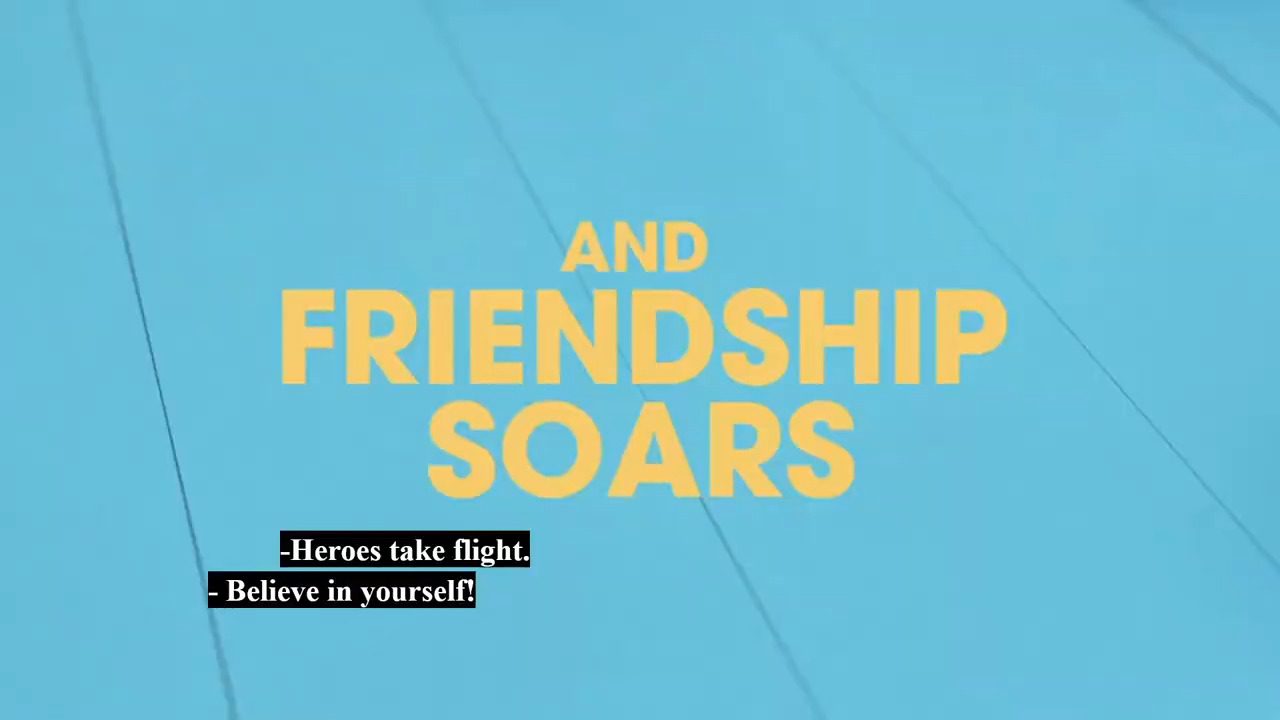 AND
FRIENDSHIP
SOARS
-Heroes take flight.
- Believe in yourself!